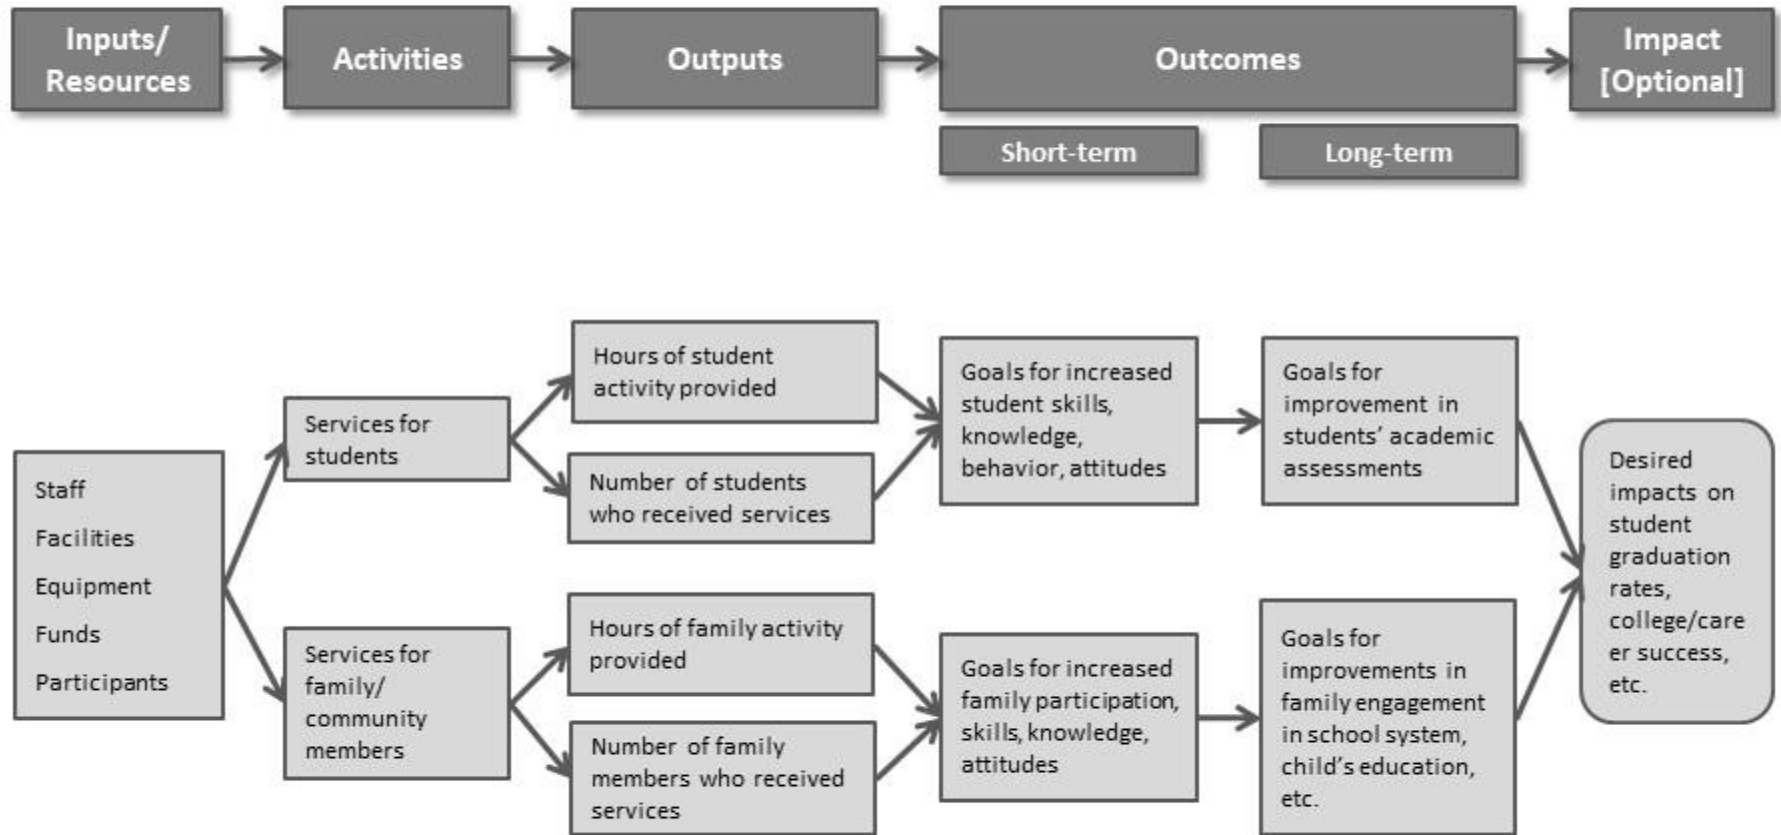 Inputs/
Resources
Activities
Outputs
Outcomes
Impact
[Optional]
Short-term
Long-term
Staff
Facilities
Equipment
Funds
Participants
Services for
students
Services for
family/
community
members
Hours of student
activity provided
Number of students
who received services
Hours of family activity
provided
Number of family
members who received
services
Goals for increased
student skills,
knowledge,
behavior, attitudes
Goals for increased
family participation,
skills, knowledge,
attitudes
Goals for
improvement in
students’ academic
assessments
Goals for
improvements in
family engagement
in school system,
child’s education,
etc.
Desired
impacts on
student
graduation
rates,
college/care
er success,
etc.